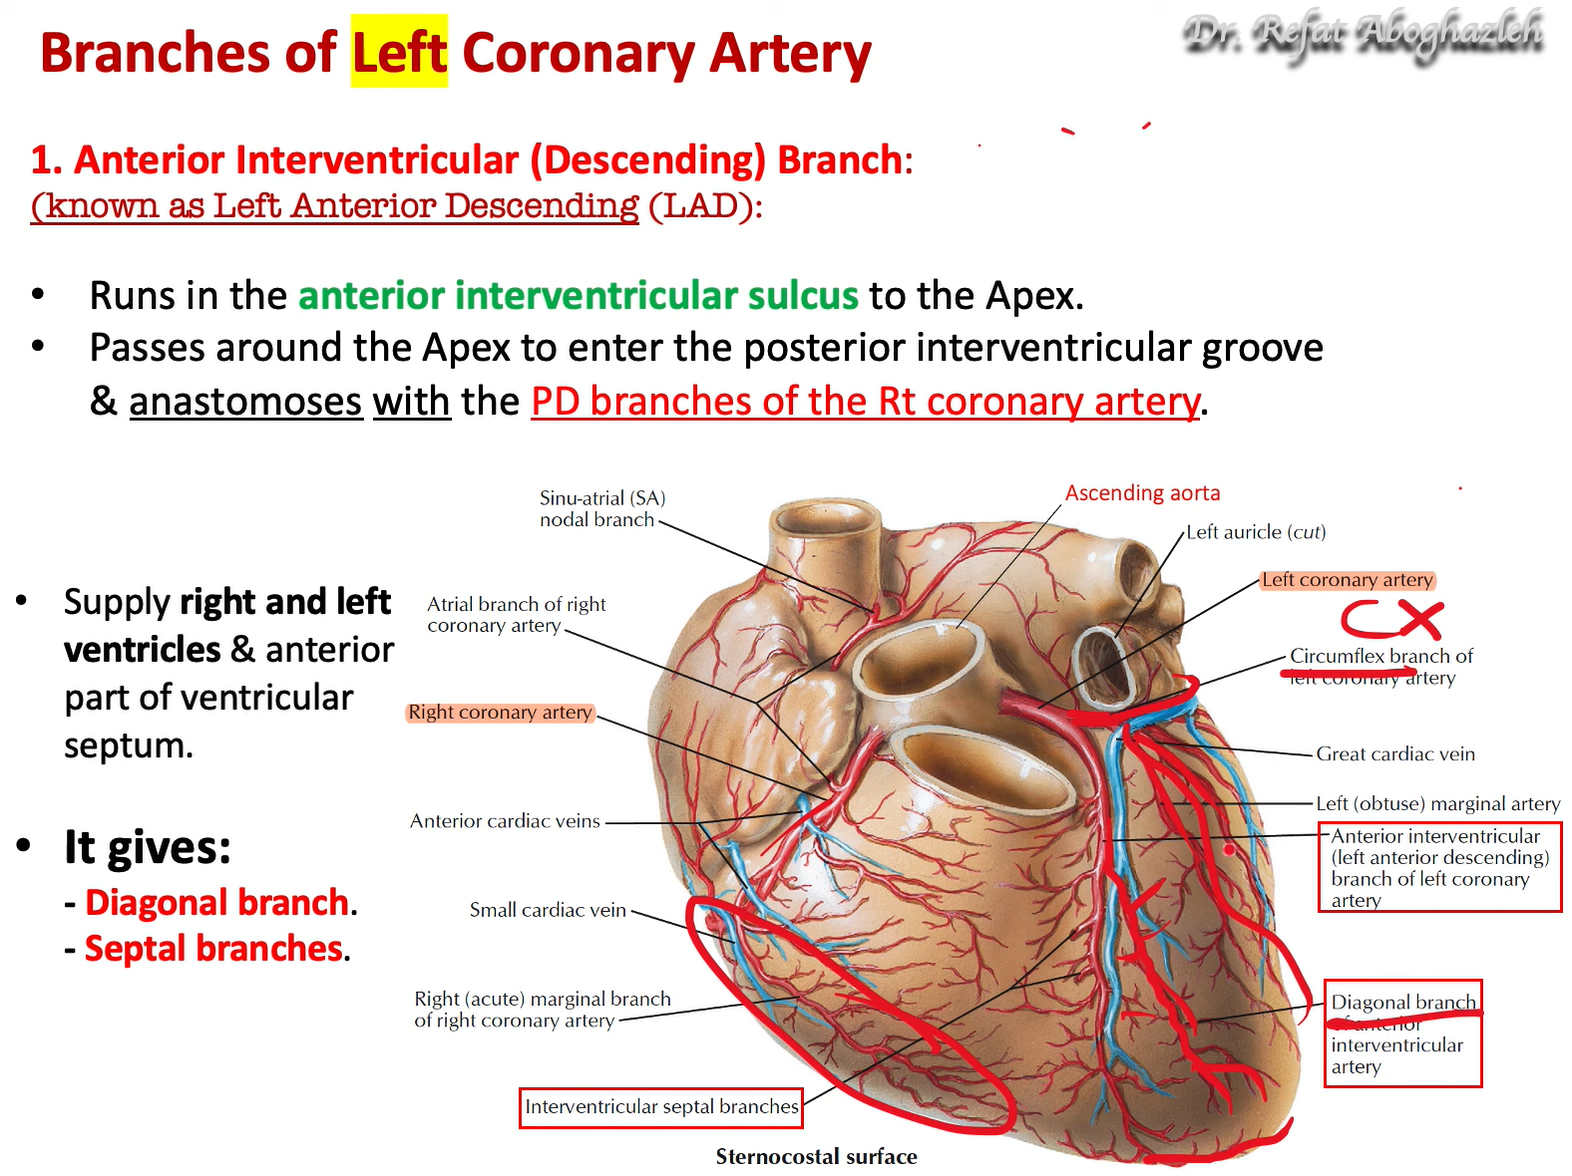 Dr. Refat Aboghazleh
Branches of Left Coronary Artery
1. Anterior Interventricular (Descending) Branch:
(known as Left Anterior Descending (LAD):
• Runs in the anterior interventricular sulcus to the Apex.
• Passes around the Apex to enter the posterior interventricular groove
& anastomoses with the PD branches of the Rt coronary artery.
• Supply right and left
ventricles & anterior
part of ventricular
septum.
• It gives:
- Diagonal branch.
- Septal branches.
Sinu-atrial (SA)
nodal branch
Atrial branch of right
coronary artery
Right coronary artery
Anterior cardiac veins
Small cardiac vein
Right (acute) marginal branch
of right coronary artery
Interventricular septal branches
Ascending aorta
Left auricle (cut)
Left coronary artery
CX
Circumflex branch of
left coronary artery
Great cardiac vein
Left (obtuse) marginal artery
Anterior interventricular
(left anterior descending)
branch of left coronary
artery
Diagonal branch
of anterior
interventricular
artery
Sternocostal surface